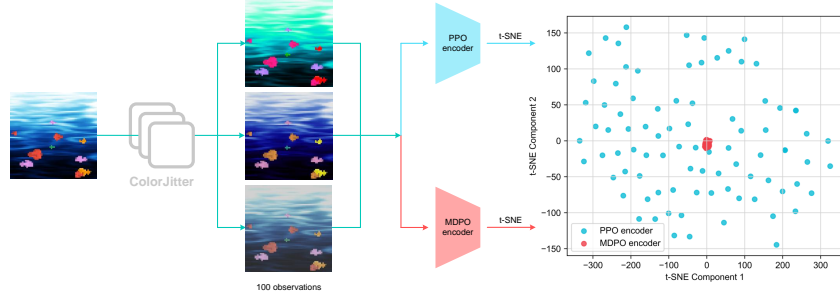 ColorJitter
100 observations
PPO
encoder
t-SNE
MDPO
encoder
t-SNE
t-SNE Component 2
150
100
50
0
−50
−100
−150
PPO encoder
MDPO encoder
−300
−200
−100
0
100
200
300
t-SNE Component 1